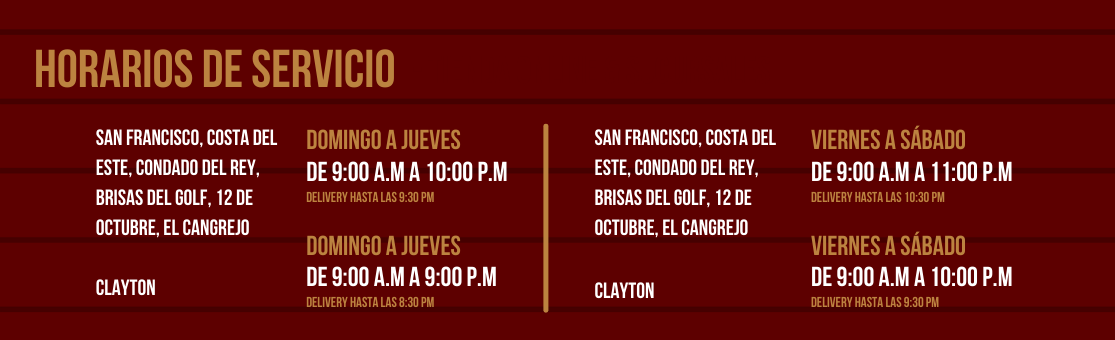 HORARIOS DE SERVICIO
SAN FRANCISCO, COSTA DEL
ESTE, CONDADO DEL REY,
BRISAS DEL GOLF, 12 DE
OCTUBRE, EL CANGREJO
DOMINGO A JUEVES
DE 9:00 A.M A 10:00 P.M
DELIVERY HASTA LAS 9:30 PM
CLAYTON
DOMINGO A JUEVES
DE 9:00 A.M A 9:00 P.M
DELIVERY HASTA LAS 8:30 PM
SAN FRANCISCO, COSTA DEL
ESTE, CONDADO DEL REY,
BRISAS DEL GOLF, 12 DE
OCTUBRE, EL CANGREJO
VIERNES A SÁBADO
DE 9:00 A.M A 11:00 P.M
DELIVERY HASTA LAS 10:30 PM
CLAYTON
VIERNES A SÁBADO
DE 9:00 A.M A 10:00 P.M
DELIVERY HASTA LAS 9:30 PM